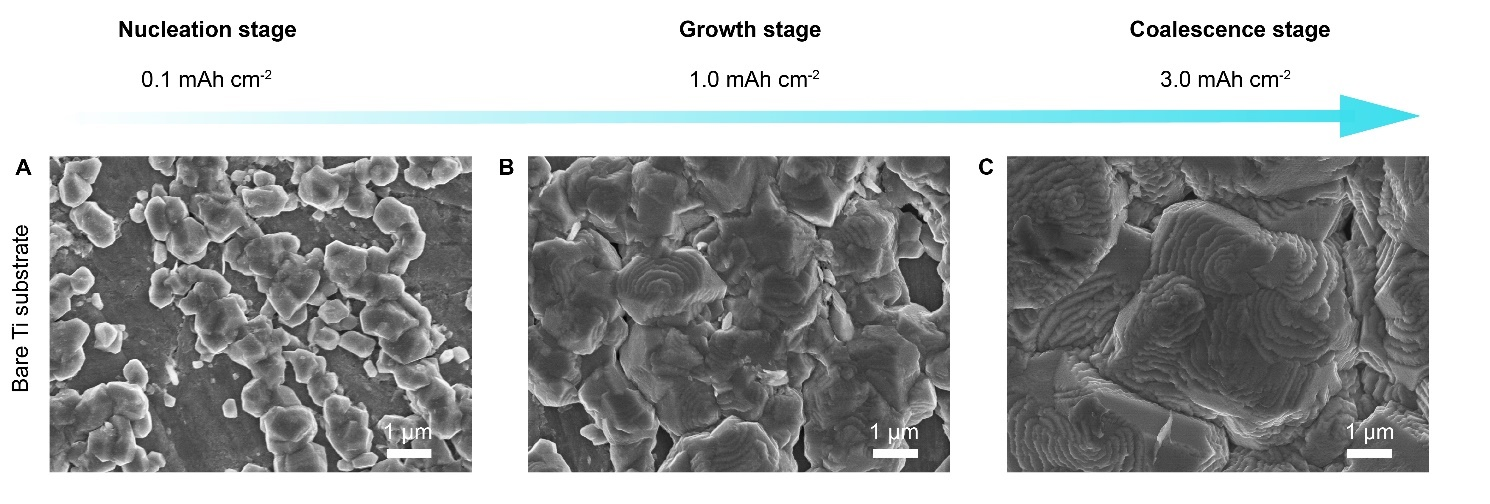 Nucleation stage
Growth stage
Coalescence stage
0.1 mAh cm⁻²
1.0 mAh cm⁻²
3.0 mAh cm⁻²
A
B
C
Bare Ti substrate
1 μm
1 μm
1 μm